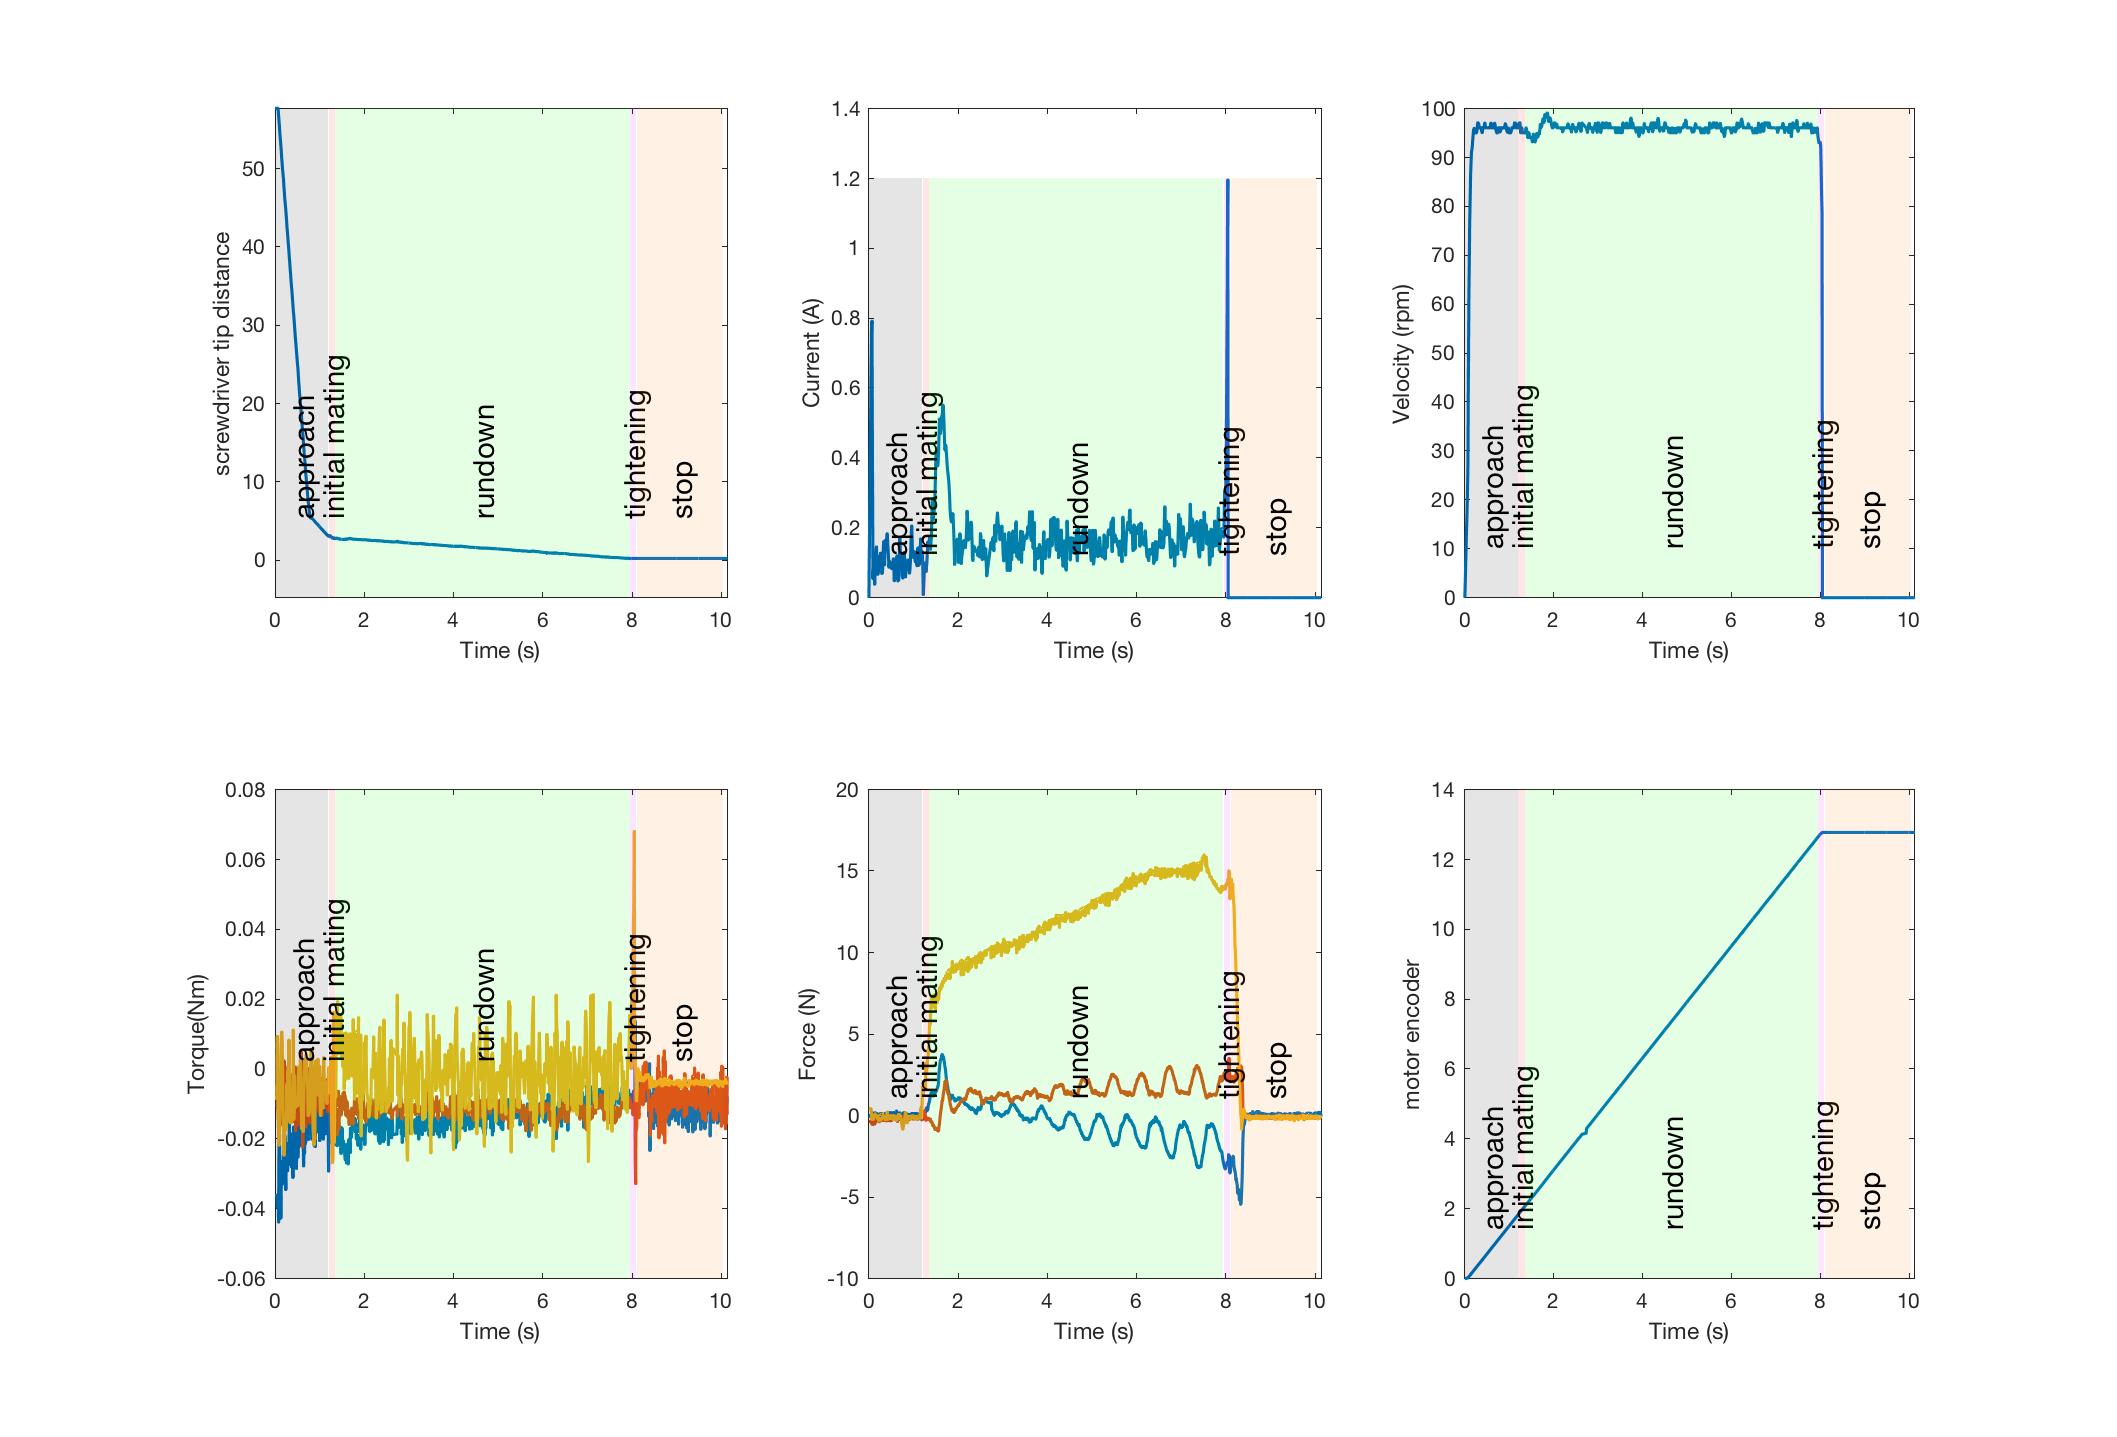 50
40
30
20
10
0
screwdriver tip distance
approach
initial mating
rundown
tightening
stop
0 2 4 6 8 10
Time (s)
1.4
1.2
1
0.8
0.6
0.4
0.2
0
Current (A)
approach
initial mating
rundown
tightening
stop
0 2 4 6 8 10
Time (s)
100
90
80
70
60
50
40
30
20
10
0
Velocity (rpm)
approach
initial mating
rundown
tightening
stop
0 2 4 6 8 10
Time (s)
0.08
0.06
0.04
0.02
0
-0.02
-0.04
-0.06
Torque(Nm)
approach
initial mating
rundown
tightening
stop
0 2 4 6 8 10
Time (s)
20
15
10
5
0
-5
-10
Force (N)
approach
initial mating
rundown
tightening
stop
0 2 4 6 8 10
Time (s)
14
12
10
8
6
4
2
0
motor encoder
approach
initial mating
rundown
tightening
stop
0 2 4 6 8 10
Time (s)